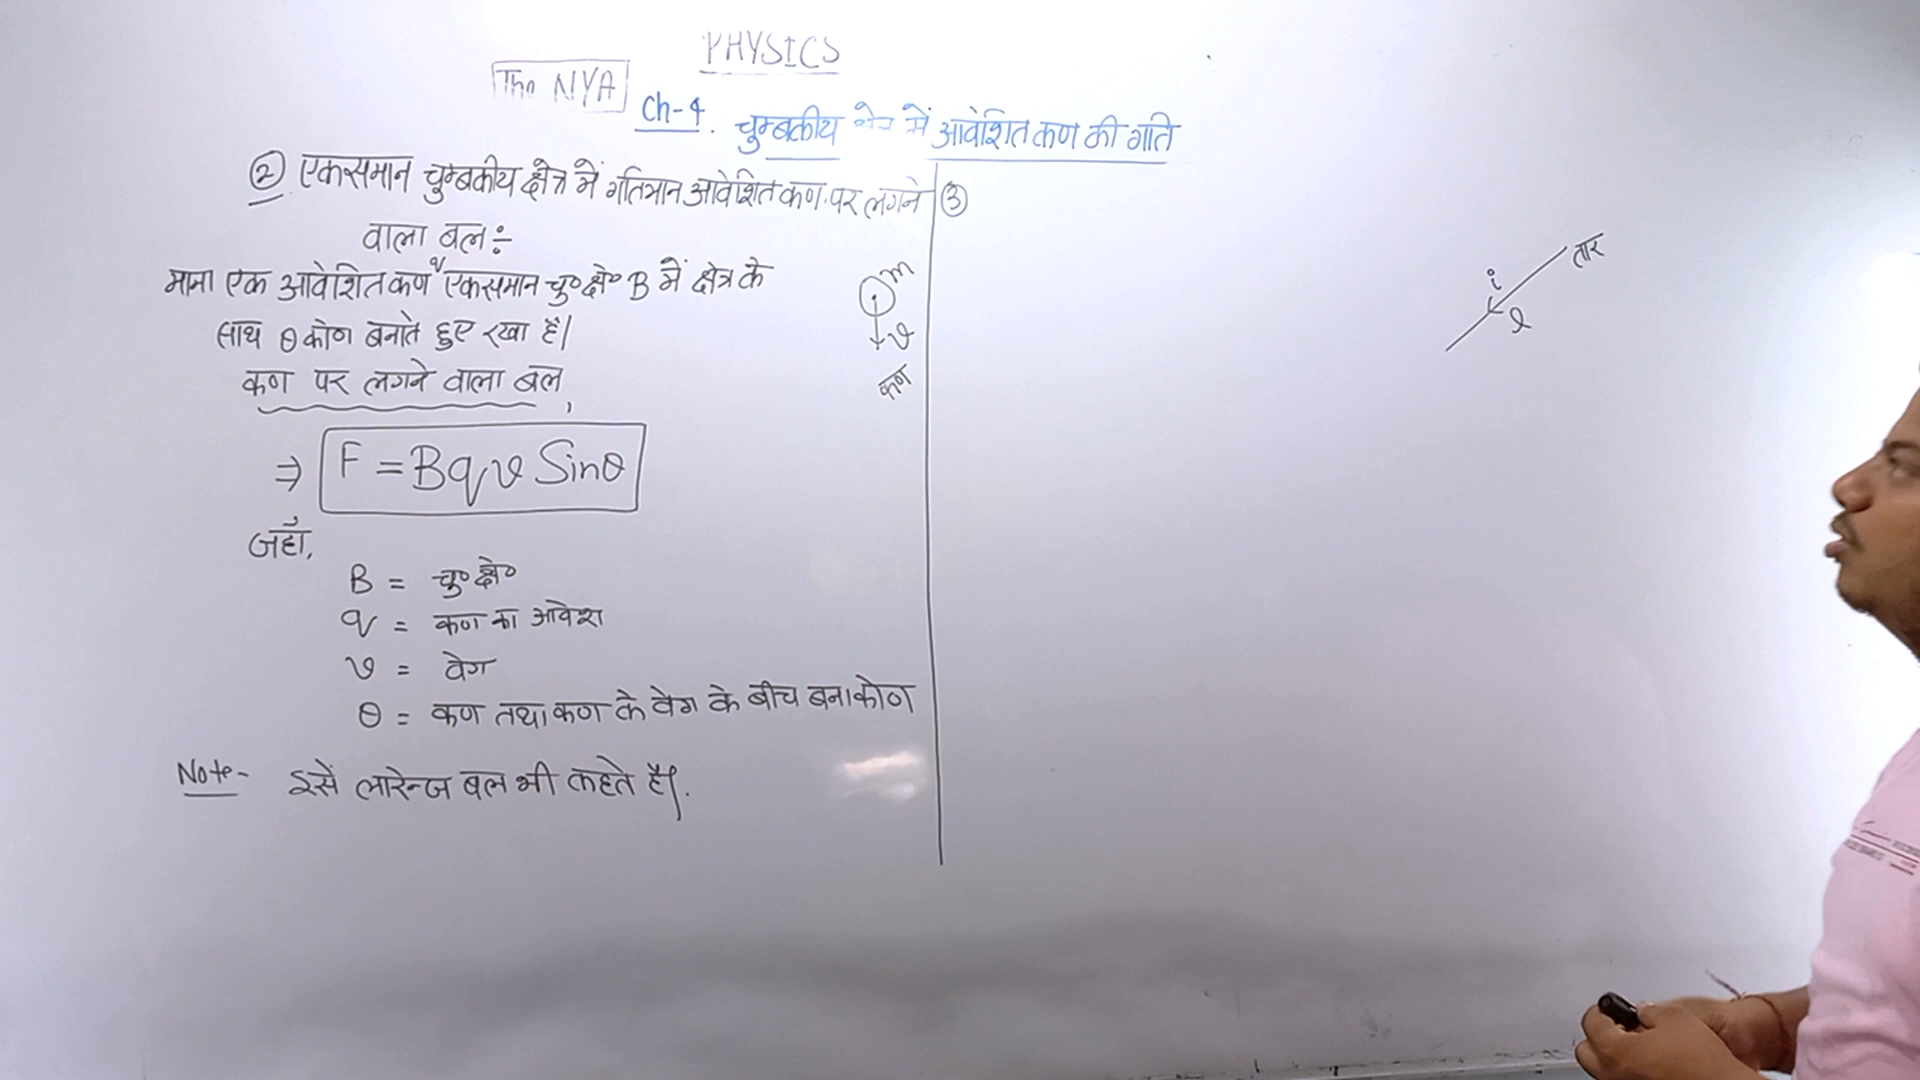 PHYSICS
The NYA
Ch-4. चुम्बकीय क्षेत्र में आवेशित कण की गति
② एकसमान चुम्बकीय क्षेत्र में गतिमान आवेशित कण पर लगने
वाला बल÷
माना एक आवेशित कण q एकसमान चु०क्षे० B में क्षेत्र के
साथ θ कोण बनाते हुए रखा है।
कण पर लगने वाला बल,
⇒ F = Bqv Sinθ
जहाँ,
B = चु०क्षे०
q = कण का आवेश
v = वेग
θ = कण तथा कण के वेग के बीच बना कोण
Note- इसे लारेन्ज बल भी कहते है।
m
v
कण
③
तार
i
l